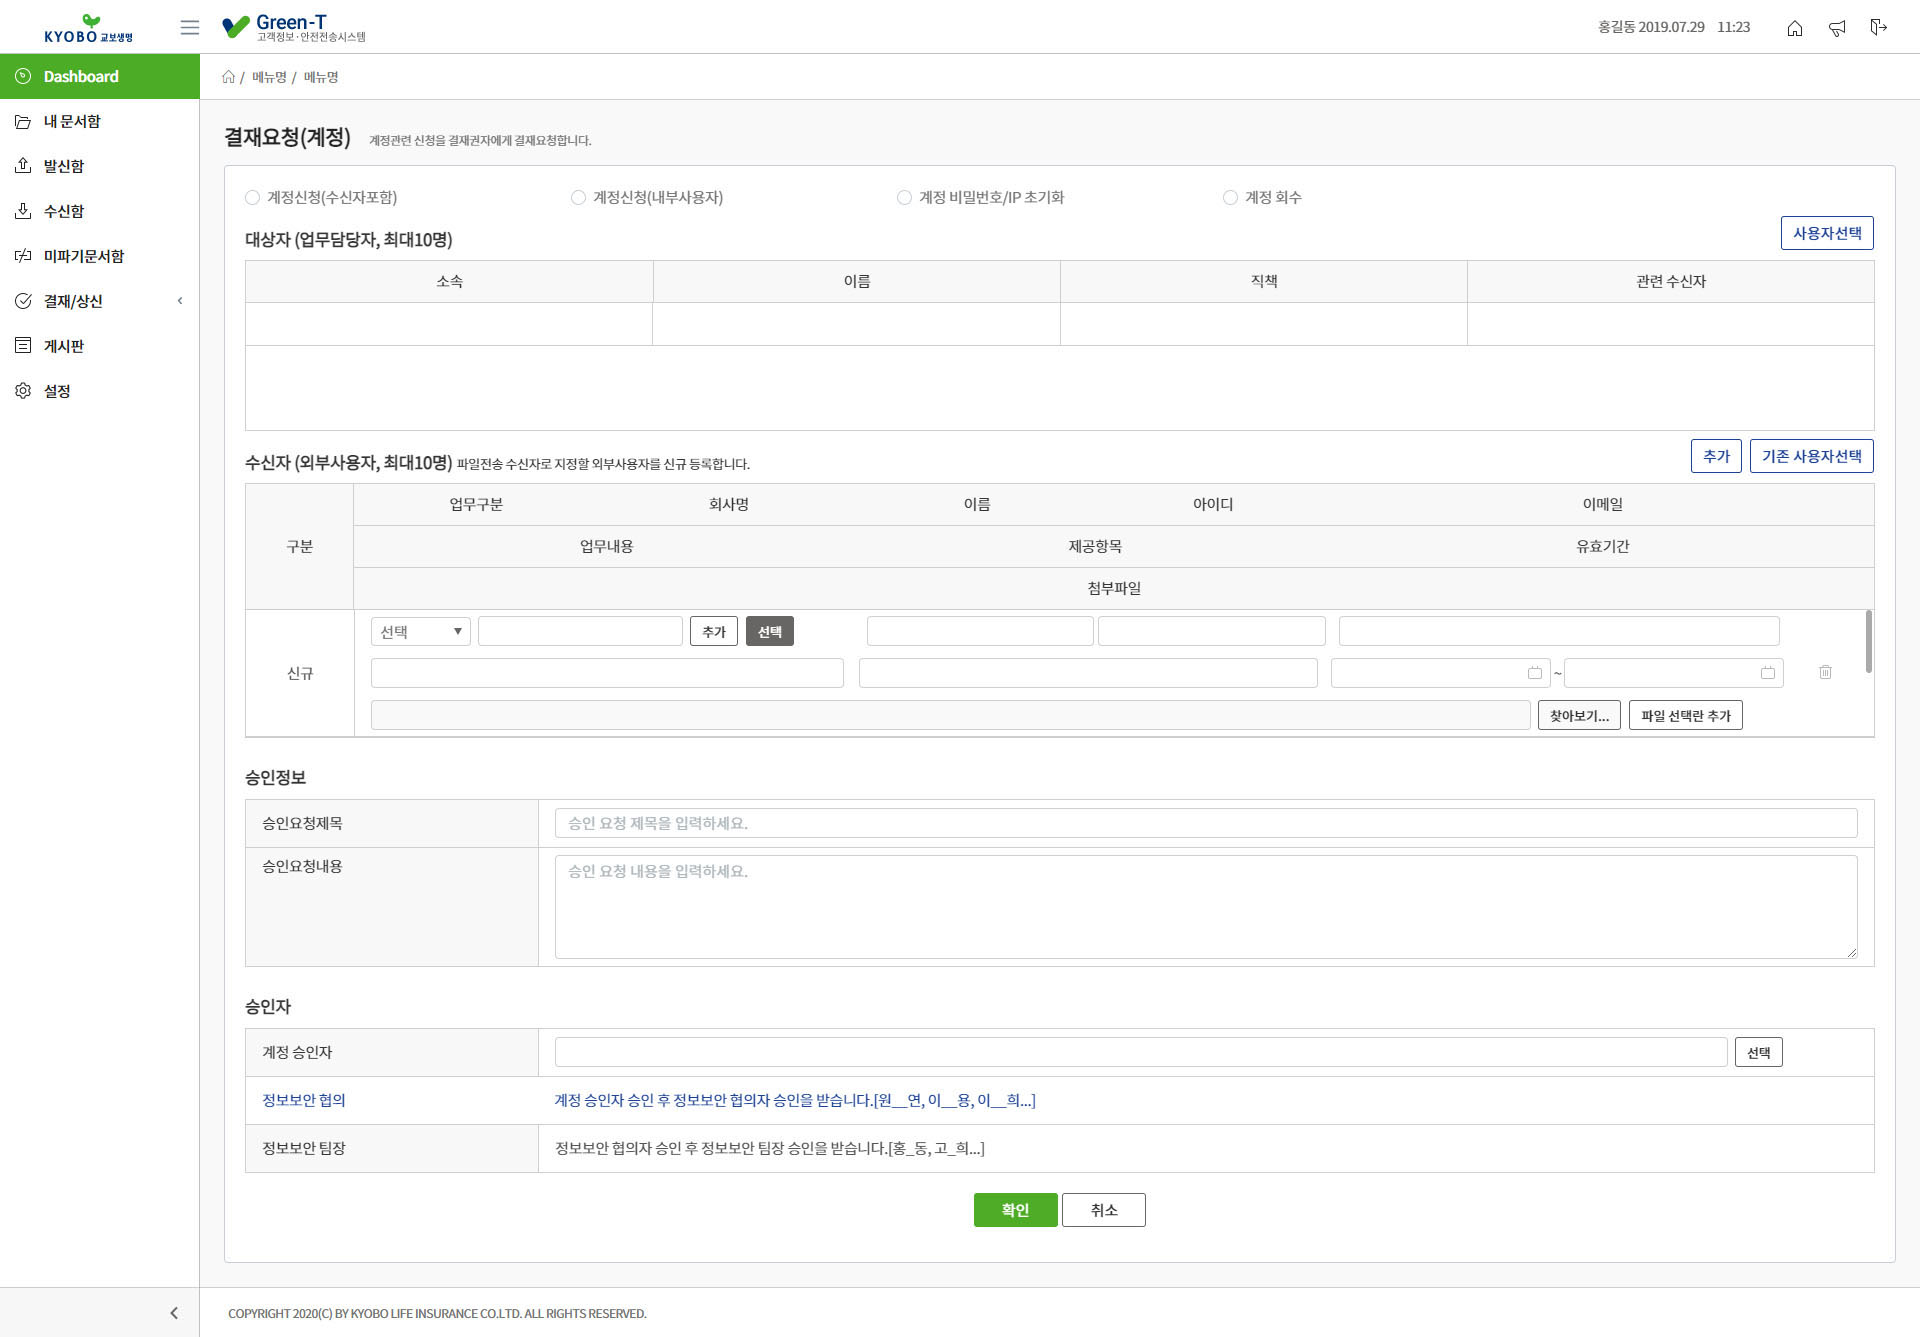 KYOBO 교보생명
Green-T
고객정보·안전전송시스템
홍길동 2019.07.29 11:23
Dashboard
내 문서함
발신함
수신함
미파기문서함
결재/상신
게시판
설정
/ 메뉴명 / 메뉴명
결재요청(계정) 계정관련 신청을 결재권자에게 결재요청합니다.
계정신청(수신자포함) 계정신청(내부사용자) 계정 비밀번호/IP 초기화 계정 회수
대상자 (업무담당자, 최대10명) 사용자선택
소속 이름 직책 관련 수신자
수신자 (외부사용자, 최대10명) 파일전송 수신자로 지정할 외부사용자를 신규 등록합니다. 추가 기존 사용자선택
구분
업무구분 회사명 이름 아이디 이메일
업무내용 제공항목 유효기간
첨부파일
신규
선택 추가 선택
~
찾아보기... 파일 선택란 추가
승인정보
승인요청제목 승인 요청 제목을 입력하세요.
승인요청내용 승인 요청 내용을 입력하세요.
승인자
계정 승인자 선택
정보보안 협의 계정 승인자 승인 후 정보보안 협의자 승인을 받습니다.[원__연, 이__용, 이__희...]
정보보안 팀장 정보보안 협의자 승인 후 정보보안 팀장 승인을 받습니다.[홍_동, 고_희...]
확인 취소
COPYRIGHT 2020(C) BY KYOBO LIFE INSURANCE CO.LTD. ALL RIGHTS RESERVED.